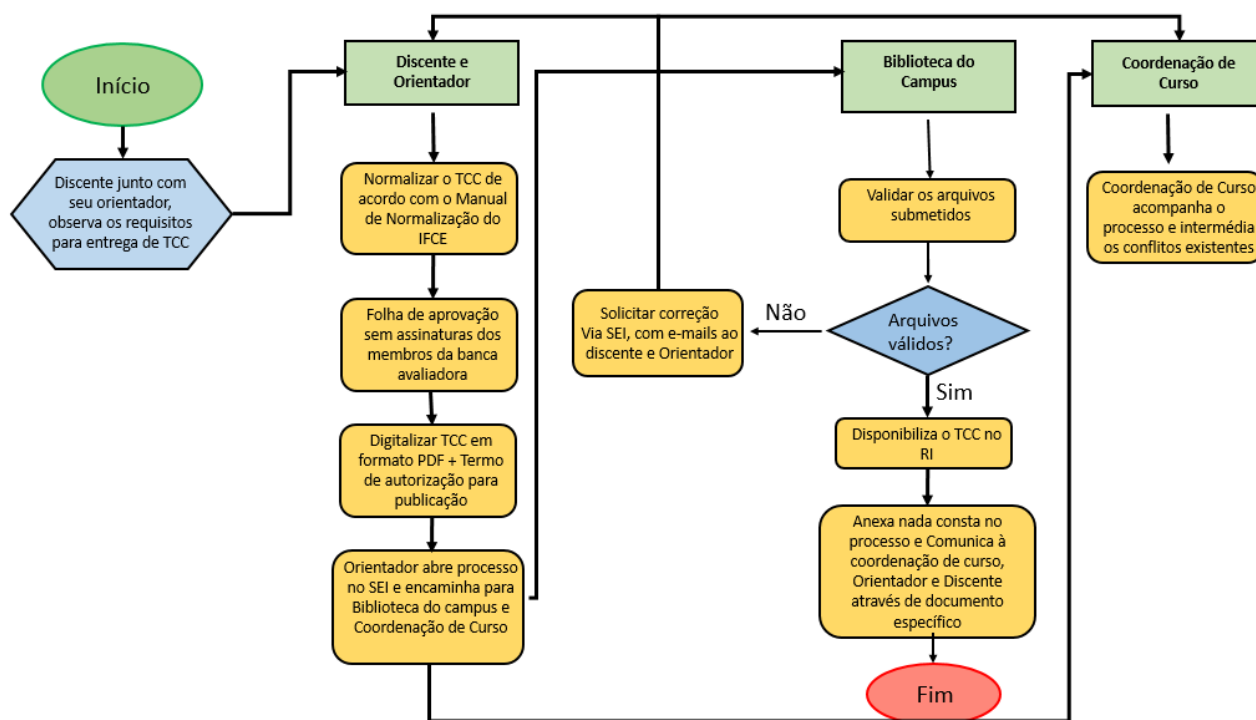 Início
Discente junto com
seu orientador,
observa os requisitos
para entrega de TCC
Discente e
Orientador
Normalizar o TCC de
acordo com o Manual
de Normalização do
IFCE
Folha de aprovação
sem assinaturas dos
membros da banca
avaliadora
Digitalizar TCC em
formato PDF + Termo
de autorização para
publicação
Orientador abre processo
no SEI e encaminha para
Biblioteca do campus e
Coordenação de Curso
Biblioteca do
Campus
Validar os arquivos
submetidos
Arquivos
válidos?
Não
Solicitar correção
Via SEI, com e-mails ao
discente e Orientador
Sim
Disponibiliza o TCC no
RI
Anexa nada consta no
processo e Comunica à
coordenação de curso,
Orientador e Discente
através de documento
específico
Fim
Coordenação de
Curso
Coordenação de Curso
acompanha o
processo e intermédia
os conflitos existentes